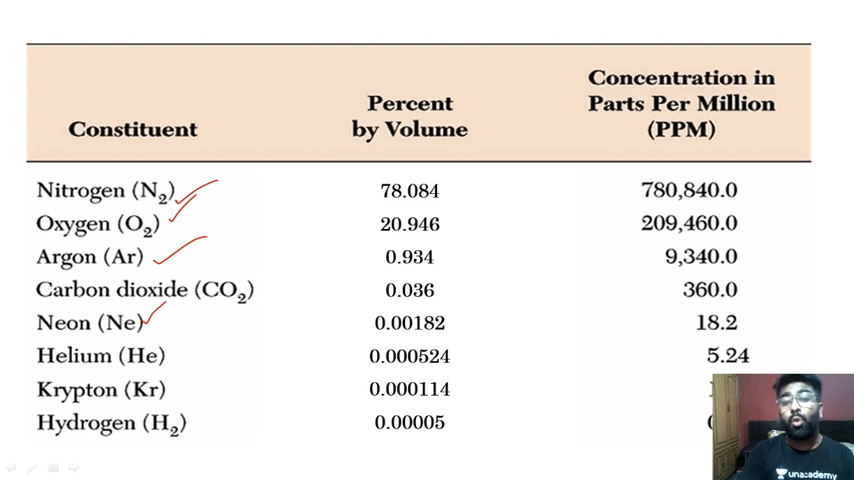 Constituent
Percent
by Volume
Concentration in
Parts Per Million
(PPM)
Nitrogen (N₂) 78.084 780,840.0
Oxygen (O₂) 20.946 209,460.0
Argon (Ar) 0.934 9,340.0
Carbon dioxide (CO₂) 0.036 360.0
Neon (Ne) 0.00182 18.2
Helium (He) 0.000524 5.24
Krypton (Kr) 0.000114
Hydrogen (H₂) 0.00005
unacademy